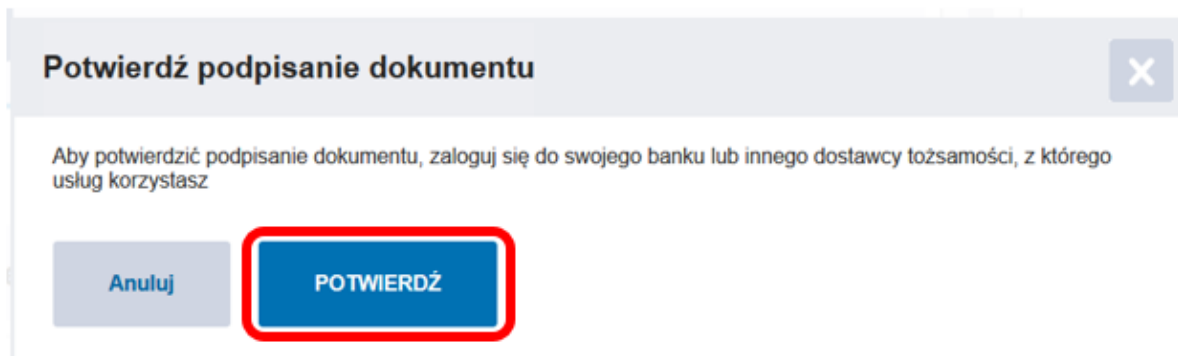 Potwierdź podpisanie dokumentu
Aby potwierdzić podpisanie dokumentu, zaloguj się do swojego banku lub innego dostawcy tożsamości, z którego
usług korzystasz
Anuluj
POTWIERDŹ